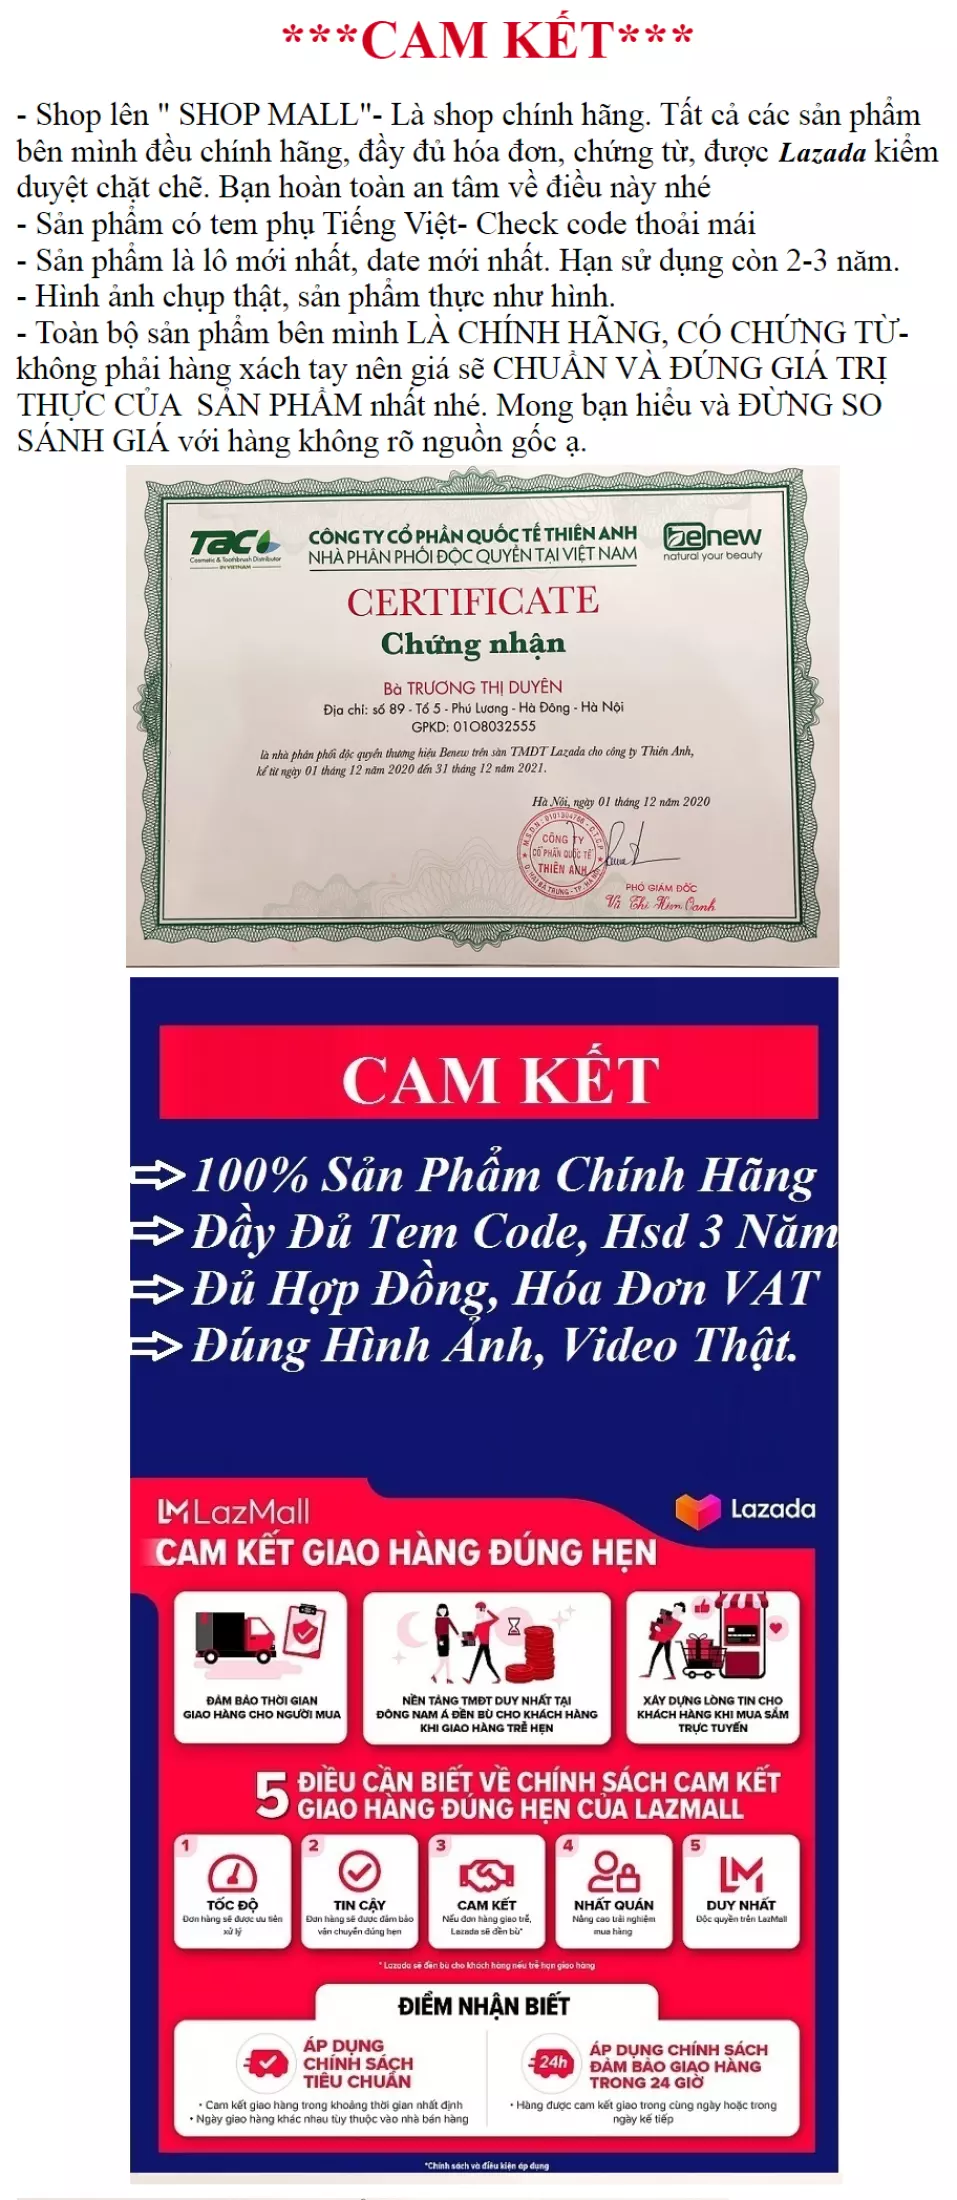 ***CAM KẾT***
- Shop lên " SHOP MALL"- Là shop chính hãng. Tất cả các sản phẩm
bên mình đều chính hãng, đầy đủ hóa đơn, chứng từ, được Lazada kiểm
duyệt chặt chẽ. Bạn hoàn toàn an tâm về điều này nhé
- Sản phẩm có tem phụ Tiếng Việt- Check code thoải mái
- Sản phẩm là lô mới nhất, date mới nhất. Hạn sử dụng còn 2-3 năm.
- Hình ảnh chụp thật, sản phẩm thực như hình.
- Toàn bộ sản phẩm bên mình LÀ CHÍNH HÃNG, CÓ CHỨNG TỪ-
không phải hàng xách tay nên giá sẽ CHUẨN VÀ ĐÚNG GIÁ TRỊ
THỰC CỦA SẢN PHẨM nhất nhé. Mong bạn hiểu và ĐỪNG SO
SÁNH GIÁ với hàng không rõ nguồn gốc ạ.
TACO
Cosmetic & Toothbrush Distributor
IN VIETNAM
CÔNG TY CỔ PHẦN QUỐC TẾ THIÊN ANH
NHÀ PHÂN PHỐI ĐỘC QUYỀN TẠI VIỆT NAM
benew
natural your beauty
CERTIFICATE
Chứng nhận
Bà TRƯƠNG THỊ DUYÊN
Địa chỉ: số 89 - Tổ 5 - Phú Lương - Hà Đông - Hà Nội
GPKD: 01O8032555
là nhà phân phối độc quyền thương hiệu Benew trên sàn TMDT Lazada cho công ty Thiên Anh,
kể từ ngày 01 tháng 12 năm 2020 đến 31 tháng 12 năm 2021.
Hà Nội, ngày 01 tháng 12 năm 2020
CÔNG TY
CỔ PHẦN QUỐC TẾ
THIÊN ANH
PHÓ GIÁM ĐỐC
Vũ Thị Kim Oanh
CAM KẾT
100% Sản Phẩm Chính Hãng
Đầy Đủ Tem Code, Hsd 3 Năm
Đủ Hợp Đồng, Hóa Đơn VAT
Đúng Hình Ảnh, Video Thật.
LM LazMall
Lazada
CAM KẾT GIAO HÀNG ĐÚNG HẸN
ĐẢM BẢO THỜI GIAN
GIAO HÀNG CHO NGƯỜI MUA
NỀN TẢNG TMĐT DUY NHẤT TẠI
ĐÔNG NAM Á ĐỀN BÙ CHO KHÁCH HÀNG
KHI GIAO HÀNG TRỄ HẸN
XÂY DỰNG LÒNG TIN CHO
KHÁCH HÀNG KHI MUA SẮM
TRỰC TUYẾN
5 ĐIỀU CẦN BIẾT VỀ CHÍNH SÁCH CAM KẾT
GIAO HÀNG ĐÚNG HẸN CỦA LAZMALL
1
TỐC ĐỘ
Đơn hàng sẽ được ưu tiên
xử lý
2
TIN CẬY
Đơn hàng sẽ được đảm bảo
vận chuyển đúng hẹn
3
CAM KẾT
Nếu đơn hàng giao trễ,
Lazada sẽ đền bù*
4
NHẤT QUÁN
Nâng cao trải nghiệm
mua hàng
5
LM
DUY NHẤT
Độc quyền trên LazMall
* Lazada sẽ đền bù cho khách hàng nếu trễ hạn giao hàng
ĐIỂM NHẬN BIẾT
ÁP DỤNG
CHÍNH SÁCH
TIÊU CHUẨN
• Cam kết giao hàng trong khoảng thời gian nhất định
• Ngày giao hàng khác nhau tùy thuộc vào nhà bán hàng
24h
ÁP DỤNG CHÍNH SÁCH
ĐẢM BẢO GIAO HÀNG
TRONG 24 GIỜ
• Hàng được cam kết giao trong cùng ngày hoặc trong
ngày kế tiếp
*Chính sách và điều kiện áp dụng